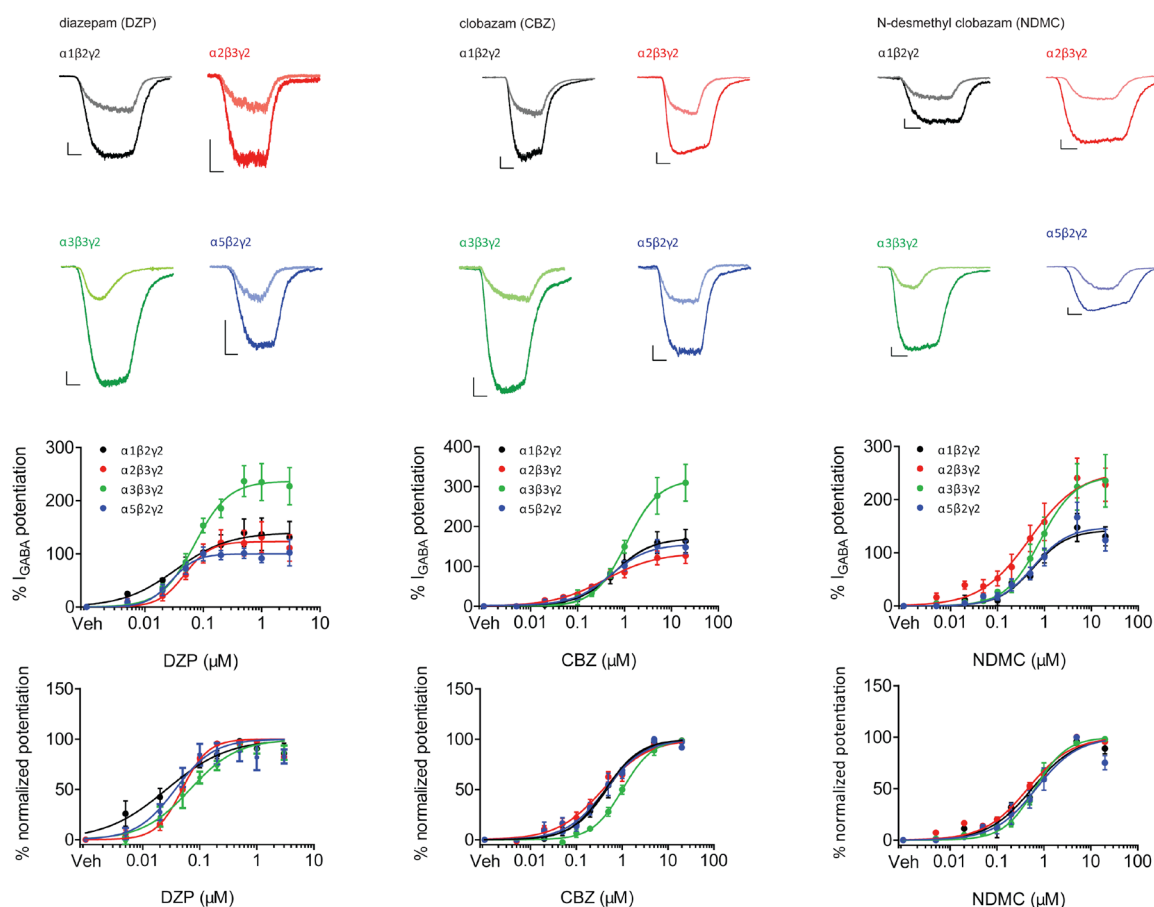 diazepam (DZP)
clobazam (CBZ)
N-desmethyl clobazam (NDMC)
α1β2γ2
α2β3γ2
α1β2γ2
α2β3γ2
α1β2γ2
α2β3γ2
α3β3γ2
α5β2γ2
α3β3γ2
α5β2γ2
α3β3γ2
α5β2γ2
% I_GABA potentiation
300
200
100
0
α1β2γ2
α2β3γ2
α3β3γ2
α5β2γ2
Veh 0.01 0.1 1 10
DZP (µM)
% I_GABA potentiation
400
300
200
100
0
α1β2γ2
α2β3γ2
α3β3γ2
α5β2γ2
Veh 0.01 0.1 1 10 100
CBZ (µM)
% I_GABA potentiation
300
200
100
0
α1β2γ2
α2β3γ2
α3β3γ2
α5β2γ2
Veh 0.01 0.1 1 10 100
NDMC (µM)
% normalized potentiation
150
100
50
0
Veh 0.01 0.1 1 10
DZP (µM)
% normalized potentiation
150
100
50
0
Veh 0.01 0.1 1 10 100
CBZ (µM)
% normalized potentiation
150
100
50
0
Veh 0.01 0.1 1 10 100
NDMC (µM)